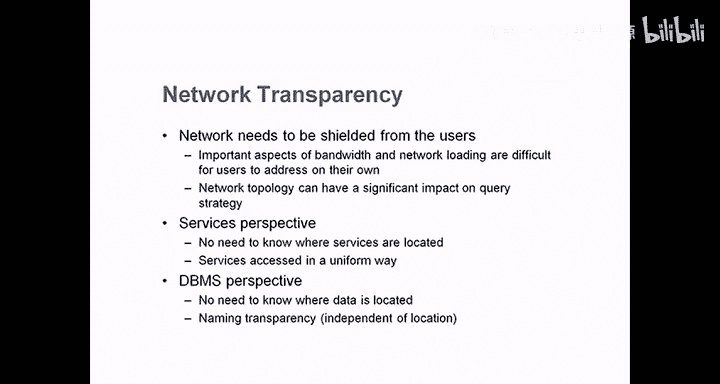 bilibili
Network Transparency
• Network needs to be shielded from the users
– Important aspects of bandwidth and network loading are difficult
for users to address on their own
– Network topology can have a significant impact on query
strategy
• Services perspective
– No need to know where services are located
– Services accessed in a uniform way
• DBMS perspective
– No need to know where data is located
– Naming transparency (independent of location)